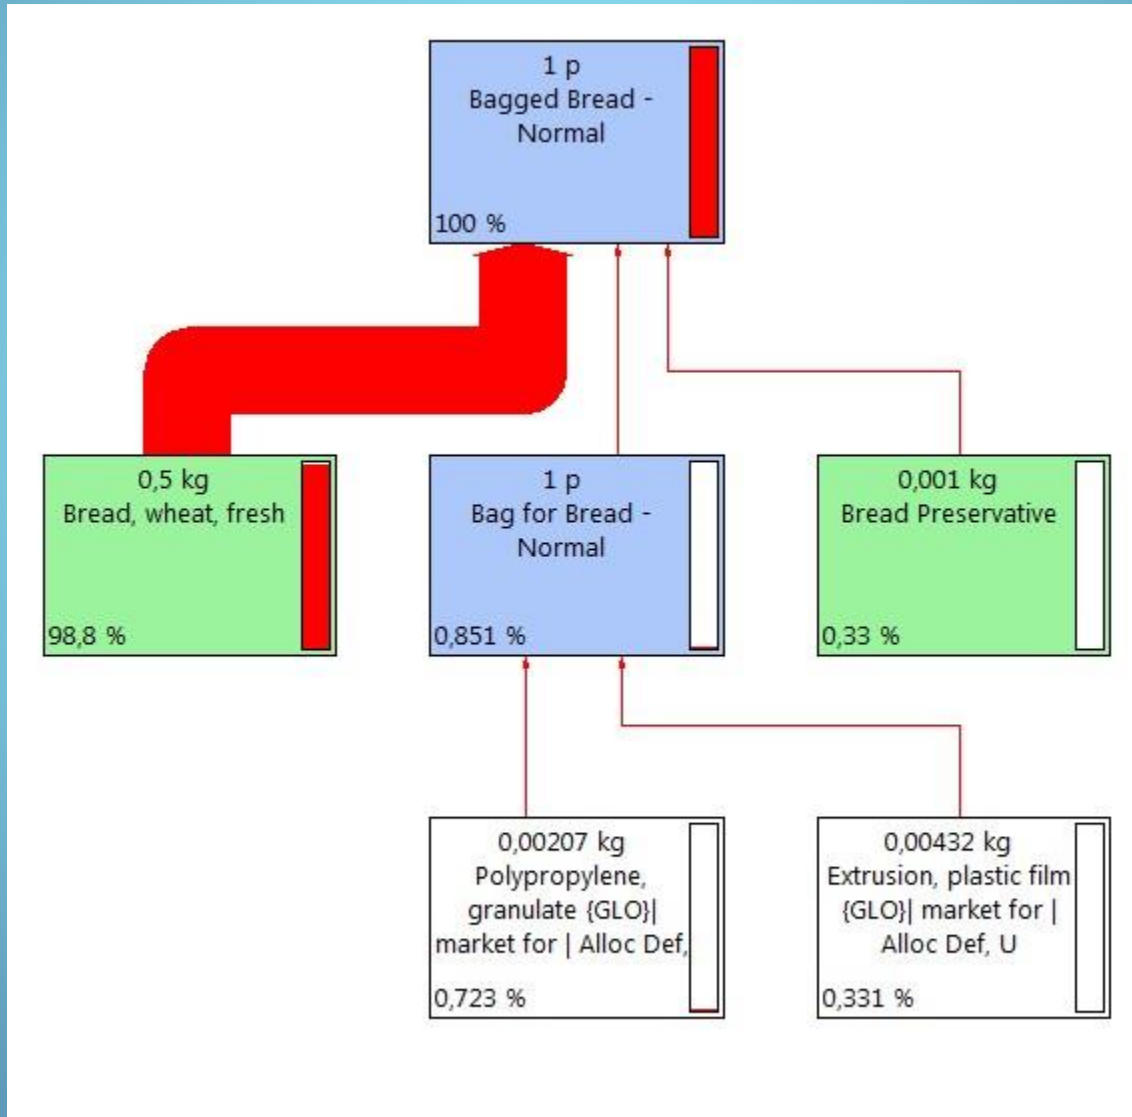 1 p
Bagged Bread -
Normal
100 %
0,5 kg
Bread, wheat, fresh
98,8 %
1 p
Bag for Bread -
Normal
0,851 %
0,001 kg
Bread Preservative
0,33 %
0,00207 kg
Polypropylene,
granulate {GLO}|
market for | Alloc Def,
0,723 %
0,00432 kg
Extrusion, plastic film
{GLO}| market for |
Alloc Def, U
0,331 %